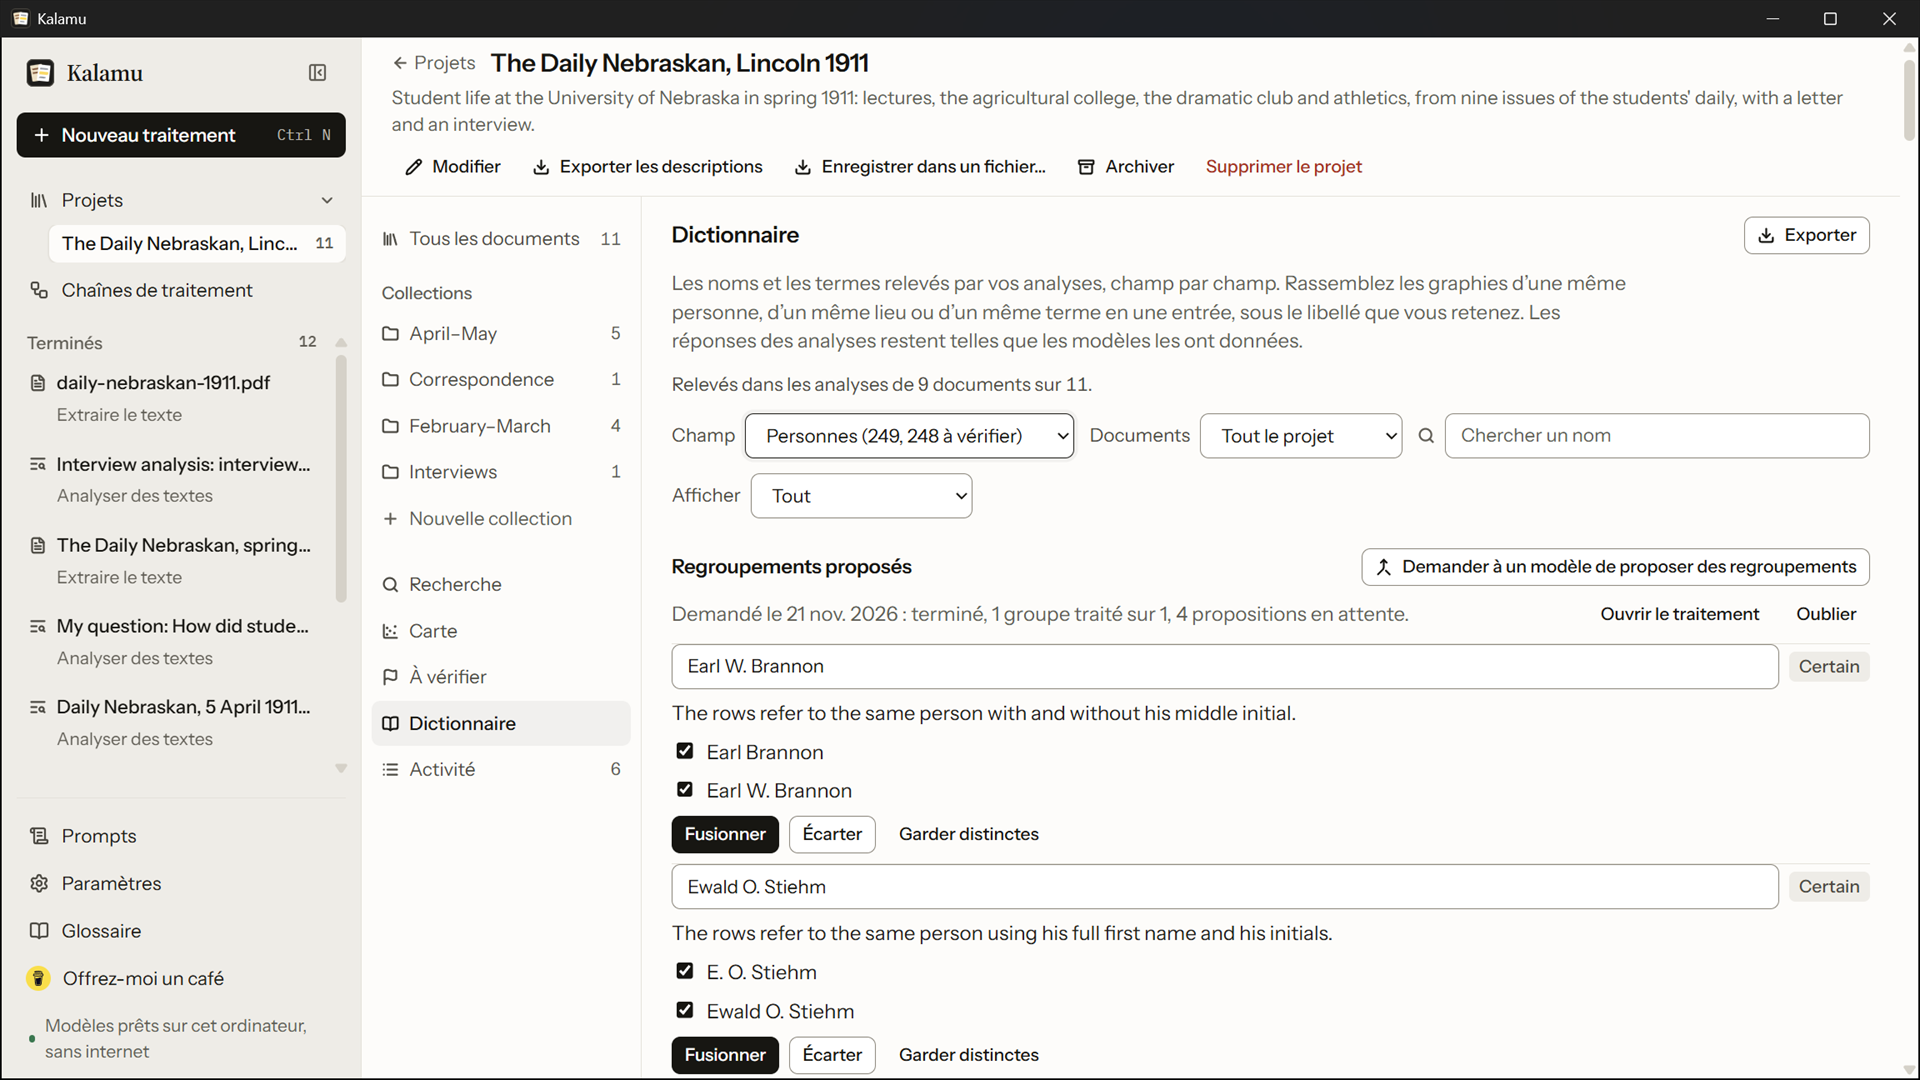 Kalamu
Kalamu
Nouveau traitement Ctrl N
Projets
The Daily Nebraskan, Linc... 11
Chaînes de traitement
Terminés 12
daily-nebraskan-1911.pdf
Extraire le texte
Interview analysis: interview...
Analyser des textes
The Daily Nebraskan, spring...
Extraire le texte
My question: How did stude...
Analyser des textes
Daily Nebraskan, 5 April 1911...
Analyser des textes
Prompts
Paramètres
Glossaire
Offrez-moi un café
Modèles prêts sur cet ordinateur,
sans internet
Projets The Daily Nebraskan, Lincoln 1911
Student life at the University of Nebraska in spring 1911: lectures, the agricultural college, the dramatic club and athletics, from nine issues of the students' daily, with a letter
and an interview.
Modifier Exporter les descriptions Enregistrer dans un fichier... Archiver Supprimer le projet
Tous les documents 11
Collections
April–May 5
Correspondence 1
February–March 4
Interviews 1
Nouvelle collection
Recherche
Carte
À vérifier
Dictionnaire
Activité 6
Dictionnaire Exporter
Les noms et les termes relevés par vos analyses, champ par champ. Rassemblez les graphies d’une même
personne, d’un même lieu ou d’un même terme en une entrée, sous le libellé que vous retenez. Les
réponses des analyses restent telles que les modèles les ont données.
Relevés dans les analyses de 9 documents sur 11.
Champ Personnes (249, 248 à vérifier) Documents Tout le projet Chercher un nom
Afficher Tout
Regroupements proposés Demander à un modèle de proposer des regroupements
Demandé le 21 nov. 2026 : terminé, 1 groupe traité sur 1, 4 propositions en attente. Ouvrir le traitement Oublier
Earl W. Brannon Certain
The rows refer to the same person with and without his middle initial.
Earl Brannon
Earl W. Brannon
Fusionner Écarter Garder distinctes
Ewald O. Stiehm Certain
The rows refer to the same person using his full first name and his initials.
E. O. Stiehm
Ewald O. Stiehm
Fusionner Écarter Garder distinctes